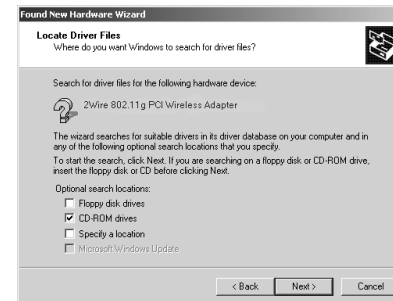 Found New Hardware Wizard
Locate Driver Files
Where do you want Windows to search for driver files?
Search for driver files for the following hardware device:
2Wire 802.11g PCI Wireless Adapter
The wizard searches for suitable drivers in its driver database on your computer and in
any of the following optional search locations that you specify.
To start the search, click Next. If you are searching on a floppy disk or CD-ROM drive,
insert the floppy disk or CD before clicking Next.
Optional search locations:
Floppy disk drives
CD-ROM drives
Specify a location
Microsoft Windows Update
< Back Next > Cancel